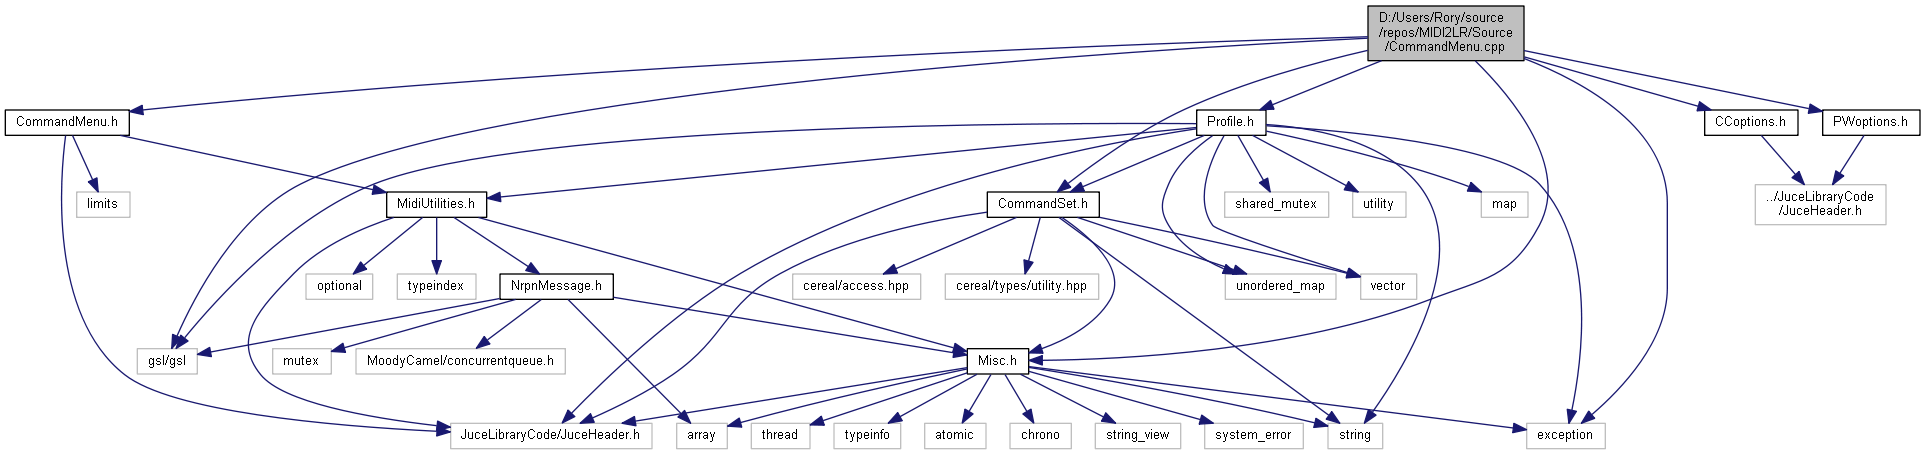 D:/Users/Rory/source
/repos/MIDI2LR/Source
/CommandMenu.cpp
CommandMenu.h
Profile.h
CCoptions.h
PWoptions.h
limits
MidiUtilities.h
CommandSet.h
shared_mutex
utility
map
../JuceLibraryCode
/JuceHeader.h
optional
typeindex
NrpnMessage.h
cereal/access.hpp
cereal/types/utility.hpp
unordered_map
vector
gsl/gsl
mutex
MoodyCamel/concurrentqueue.h
Misc.h
JuceLibraryCode/JuceHeader.h
array
thread
typeinfo
atomic
chrono
string_view
system_error
string
exception